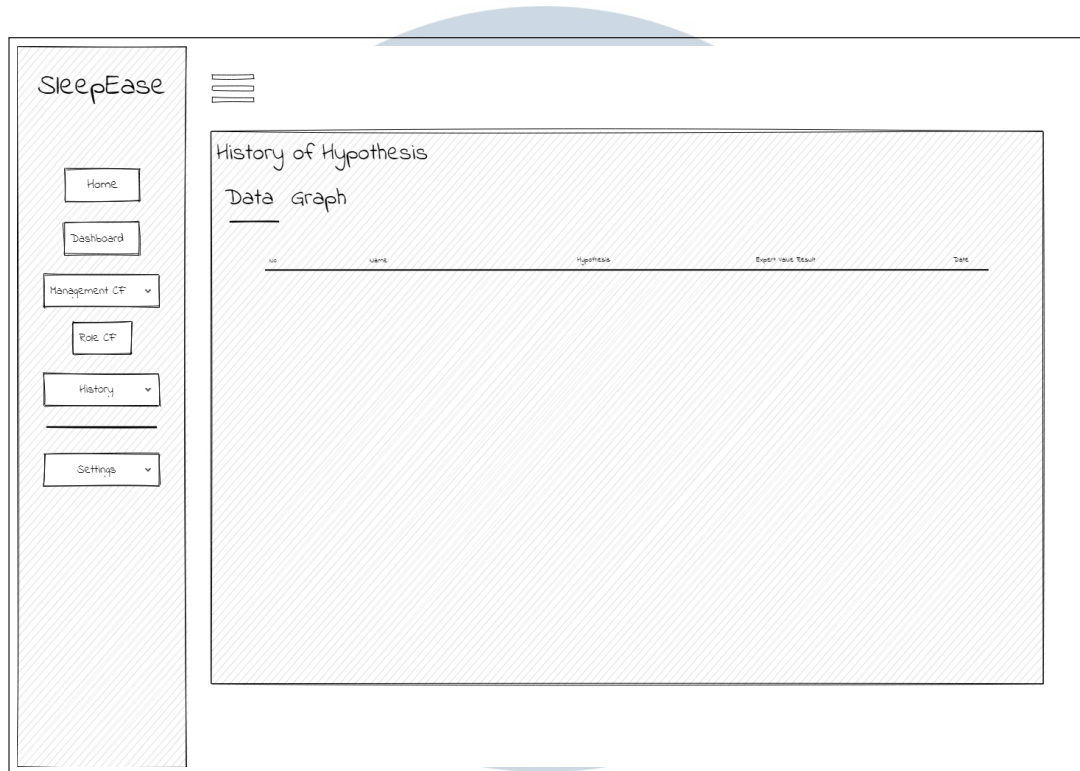 SleepEase
Home
Dashboard
Management CF
Role CF
History
Settings
History of Hypothesis
Data Graph
No Name Hypothesis Expert Value Result Date